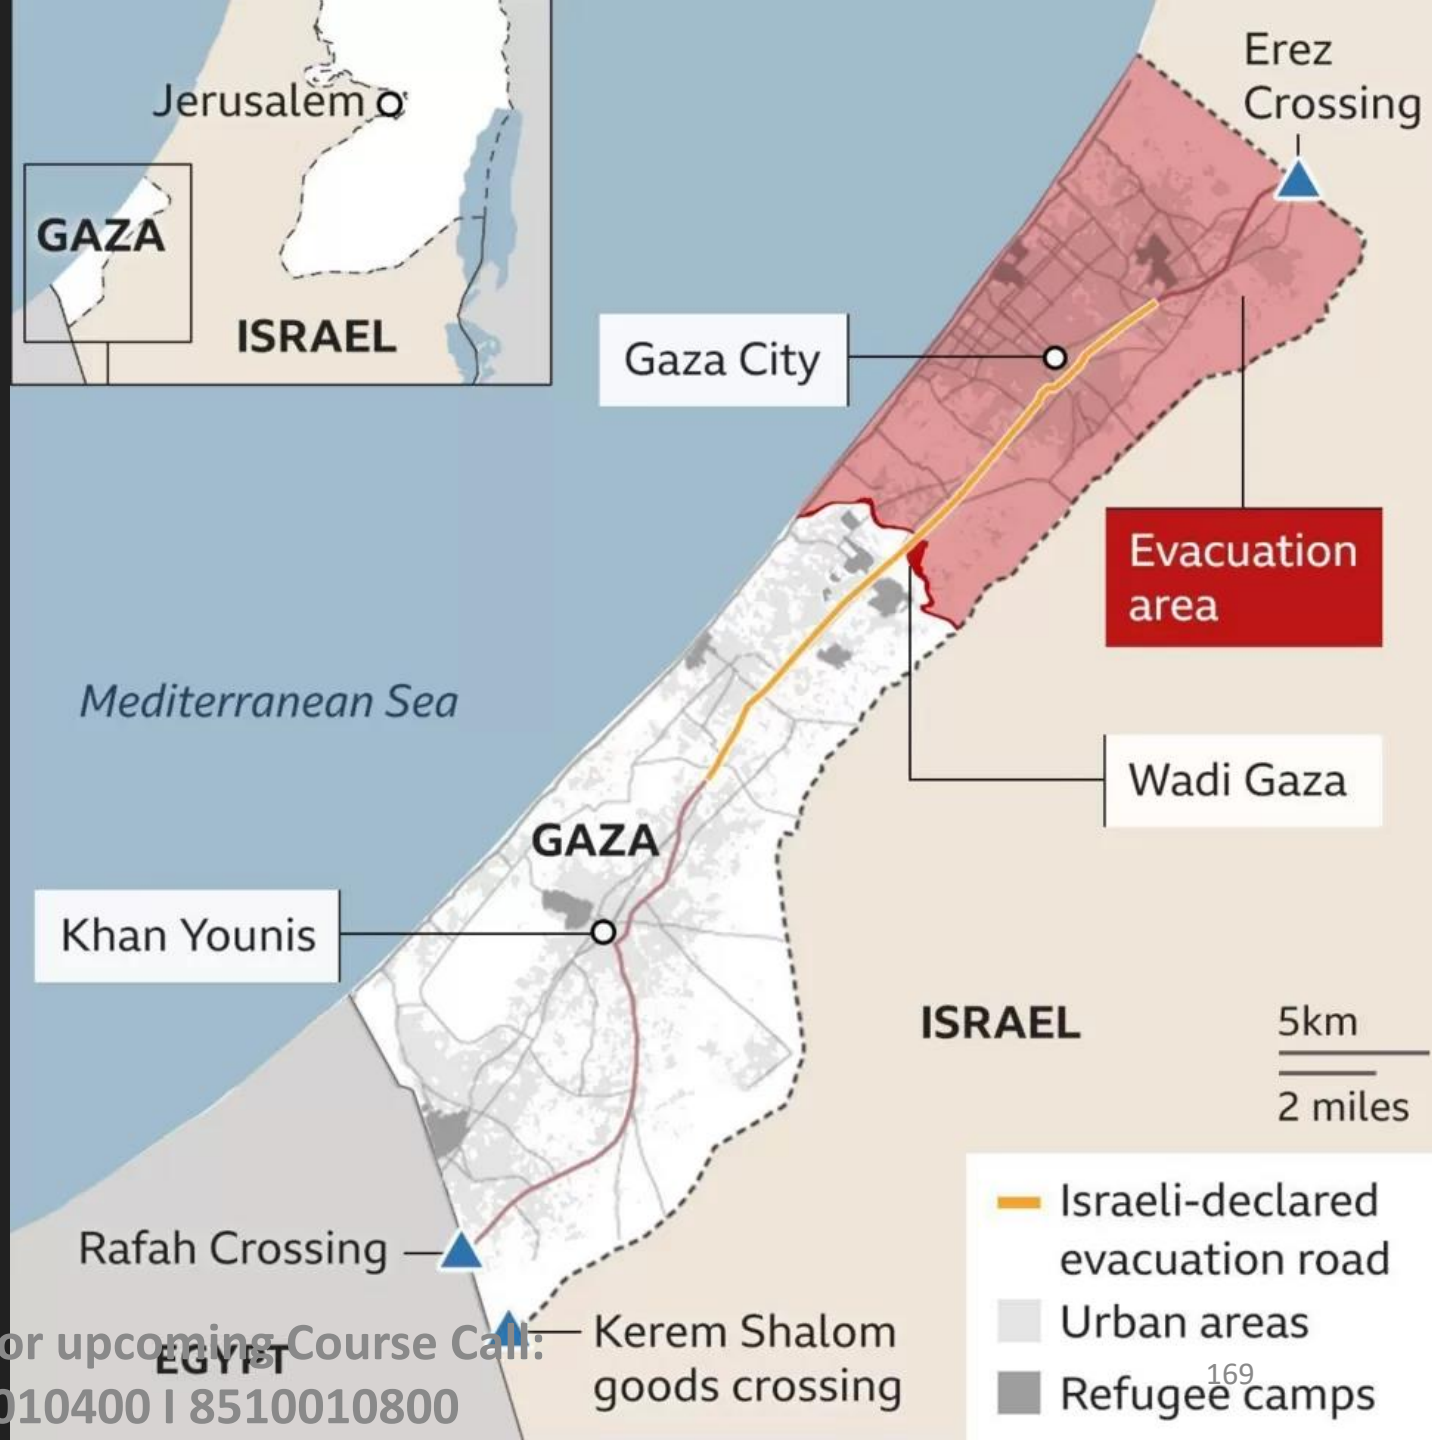 Jerusalem
GAZA
ISRAEL
Erez
Crossing
Gaza City
Evacuation
area
Mediterranean Sea
Wadi Gaza
GAZA
Khan Younis
ISRAEL
5km
2 miles
Rafah Crossing
EGYPT
Kerem Shalom
goods crossing
Israeli-declared
evacuation road
Urban areas
Refugee camps
169
or upcoming Course Call:
010400 I 8510010800